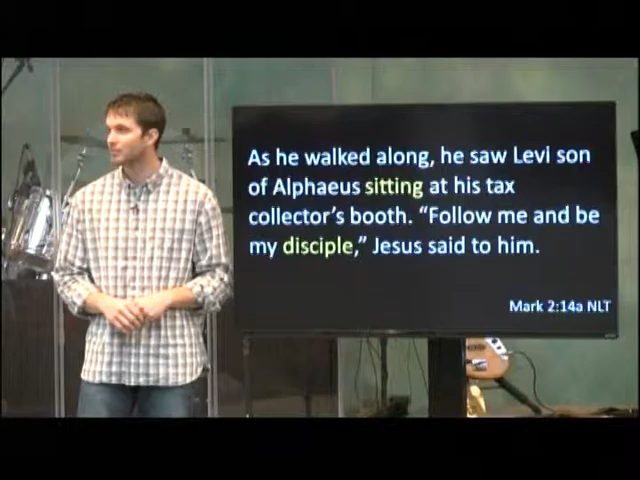 As he walked along, he saw Levi son
of Alphaeus sitting at his tax
collector's booth. “Follow me and be
my disciple,” Jesus said to him.
Mark 2:14a NLT